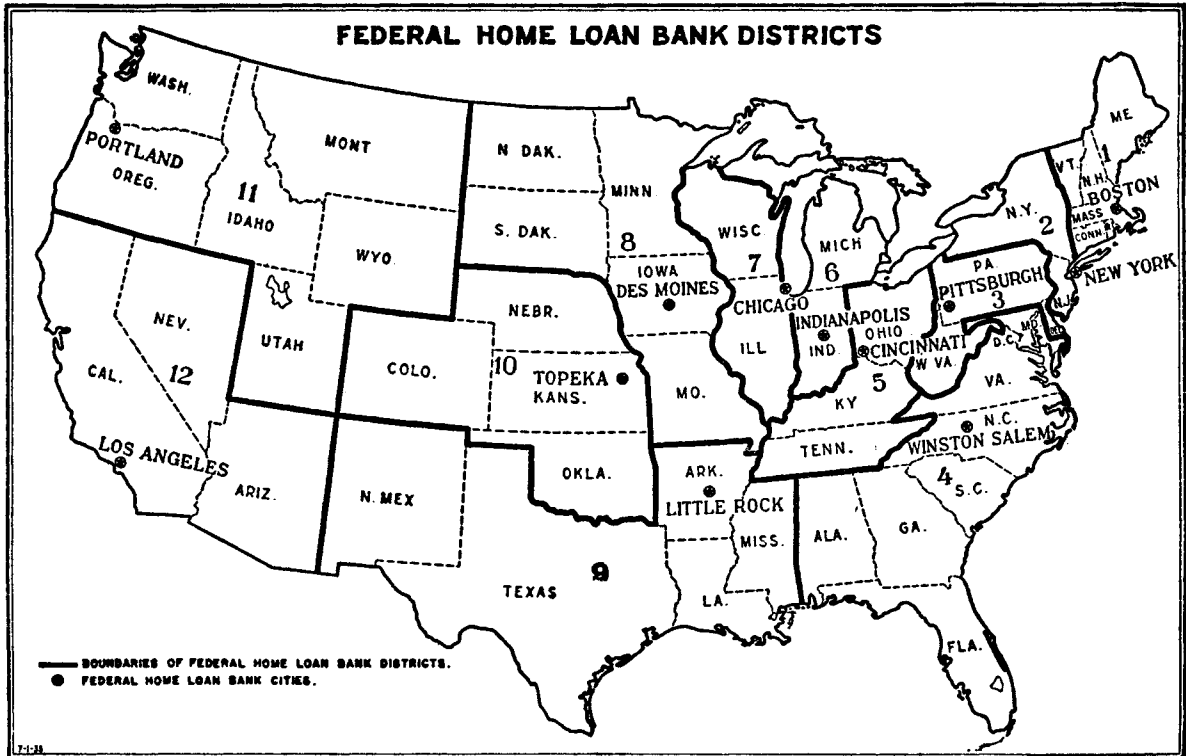 FEDERAL HOME LOAN BANK DISTRICTS
WASH.
PORTLAND
OREG.
MONT
11
IDAHO
WYO.
N DAK.
S. DAK.
MINN.
8
IOWA
DES MOINES
WISC.
7
CHICAGO
ILL
MICH
6
INDIANAPOLIS
IND.
OHIO
CINCINNATI
5
KY
W VA.
ME
1
VT.
N.H.
BOSTON
MASS
CONN
N.Y.
2
NEW YORK
PA.
PITTSBURGH
3
N.J.
DEL
MD.
D.C.
VA.
N.C.
WINSTON SALEM
4
S.C.
GA.
ALA.
FLA.
TENN.
NEBR.
10
TOPEKA
KANS.
COLO.
OKLA.
MO.
ARK.
LITTLE ROCK
MISS.
LA.
TEXAS
9
N. MEX
UTAH
NEV.
12
CAL.
LOS ANGELES
ARIZ.
BOUNDARIES OF FEDERAL HOME LOAN BANK DISTRICTS.
FEDERAL HOME LOAN BANK CITIES.